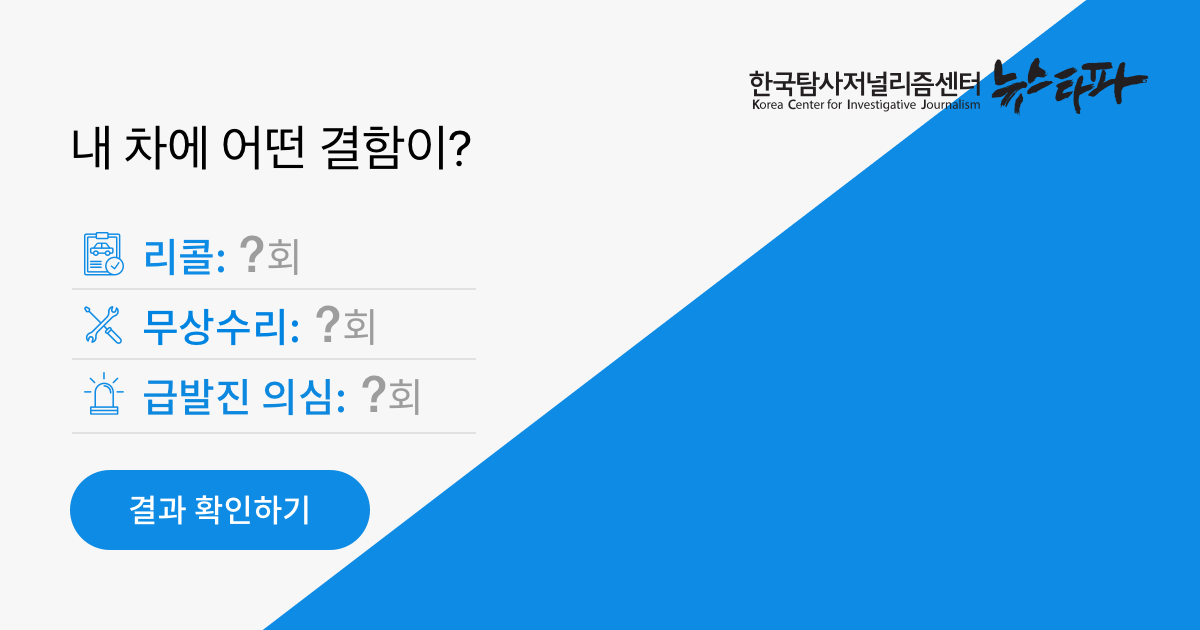 한국탐사저널리즘센터 뉴스타파
Korea Center for Investigative Journalism
내 차에 어떤 결함이?
리콜: ?회
무상수리: ?회
급발진 의심: ?회
결과 확인하기